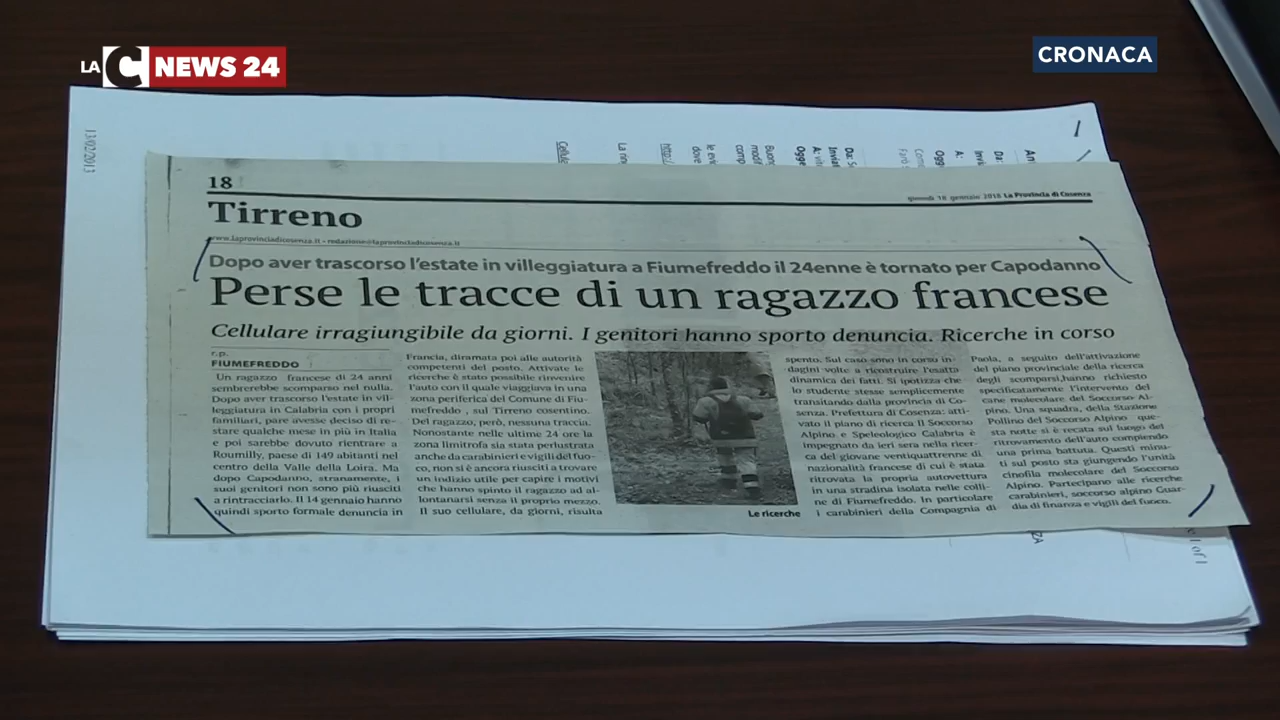 LA C NEWS 24
CRONACA
13/02/2013
18
giovedì 18 gennaio 2018 La Provincia di Cosenza
Tirreno
www.laprovinciadicosenza.it - redazione@laprovinciadicosenza.it
Dopo aver trascorso l'estate in villeggiatura a Fiumefreddo il 24enne è tornato per Capodanno
Perse le tracce di un ragazzo francese
Cellulare irragiungibile da giorni. I genitori hanno sporto denuncia. Ricerche in corso
r.p.
FIUMEFREDDO
Un ragazzo francese di 24 anni
sembrerebbe scomparso nel nulla.
Dopo aver trascorso l'estate in vil-
leggiatura in Calabria con i propri
familiari, pare avesse deciso di re-
stare qualche mese in più in Italia
e poi sarebbe dovuto rientrare a
Roumilly, paese di 149 abitanti nel
centro della Valle della Loira. Ma
dopo Capodanno, stranamente, i
suoi genitori non sono più riusciti
a rintracciarlo. Il 14 gennaio hanno
quindi sporto formale denuncia in
Francia, diramata poi alle autorità
competenti del posto. Attivate le
ricerche è stato possibile rinvenire
l'auto con il quale viaggiava in una
zona periferica del Comune di Fiu-
mefreddo , sul Tirreno cosentino.
Del ragazzo, però, nessuna traccia.
Nonostante nelle ultime 24 ore la
zona limitrofa sia stata perlustrata
anche da carabinieri e vigili del fuo-
co, non si è ancora riusciti a trovare
un indizio utile per capire i motivi
che hanno spinto il ragazzo ad al-
lontanarsi senza il proprio mezzo.
Il suo cellulare, da giorni, risulta
Le ricerche
spento. Sul caso sono in corso in-
dagini volte a ricostruire l'esatta
dinamica dei fatti. Si ipotizza che
lo studente stesse semplicemente
transitando dalla provincia di Co-
senza. Prefettura di Cosenza: atti-
vato il piano di ricerca Il Soccorso
Alpino e Speleologico Calabria è
impegnato da ieri sera nella ricer-
ca del giovane ventiquattrenne di
nazionalità francese di cui è stata
ritrovata la propria autovettura
in una stradina isolata nelle colli-
ne di Fiumefreddo. In particolare
i carabinieri della Compagnia di
Paola, a seguito dell'attivazione
del piano provinciale della ricerca
degli scomparsi,hanno richiesto
specificatamente l'intervento del
cane molecolare del Soccorso Al-
pino. Una squadra, della Stazione
Pollino del Soccorso Alpino que-
sta notte si è recata sul luogo del
ritrovamento dell'auto compiendo
una prima battuta. Questi minu-
ti sul posto sta giungendo l'unità
cinofila molecolare del Soccorso
Alpino. Partecipano alle ricerche
carabinieri, soccorso alpino Guar-
dia di finanza e vigili del fuoco.